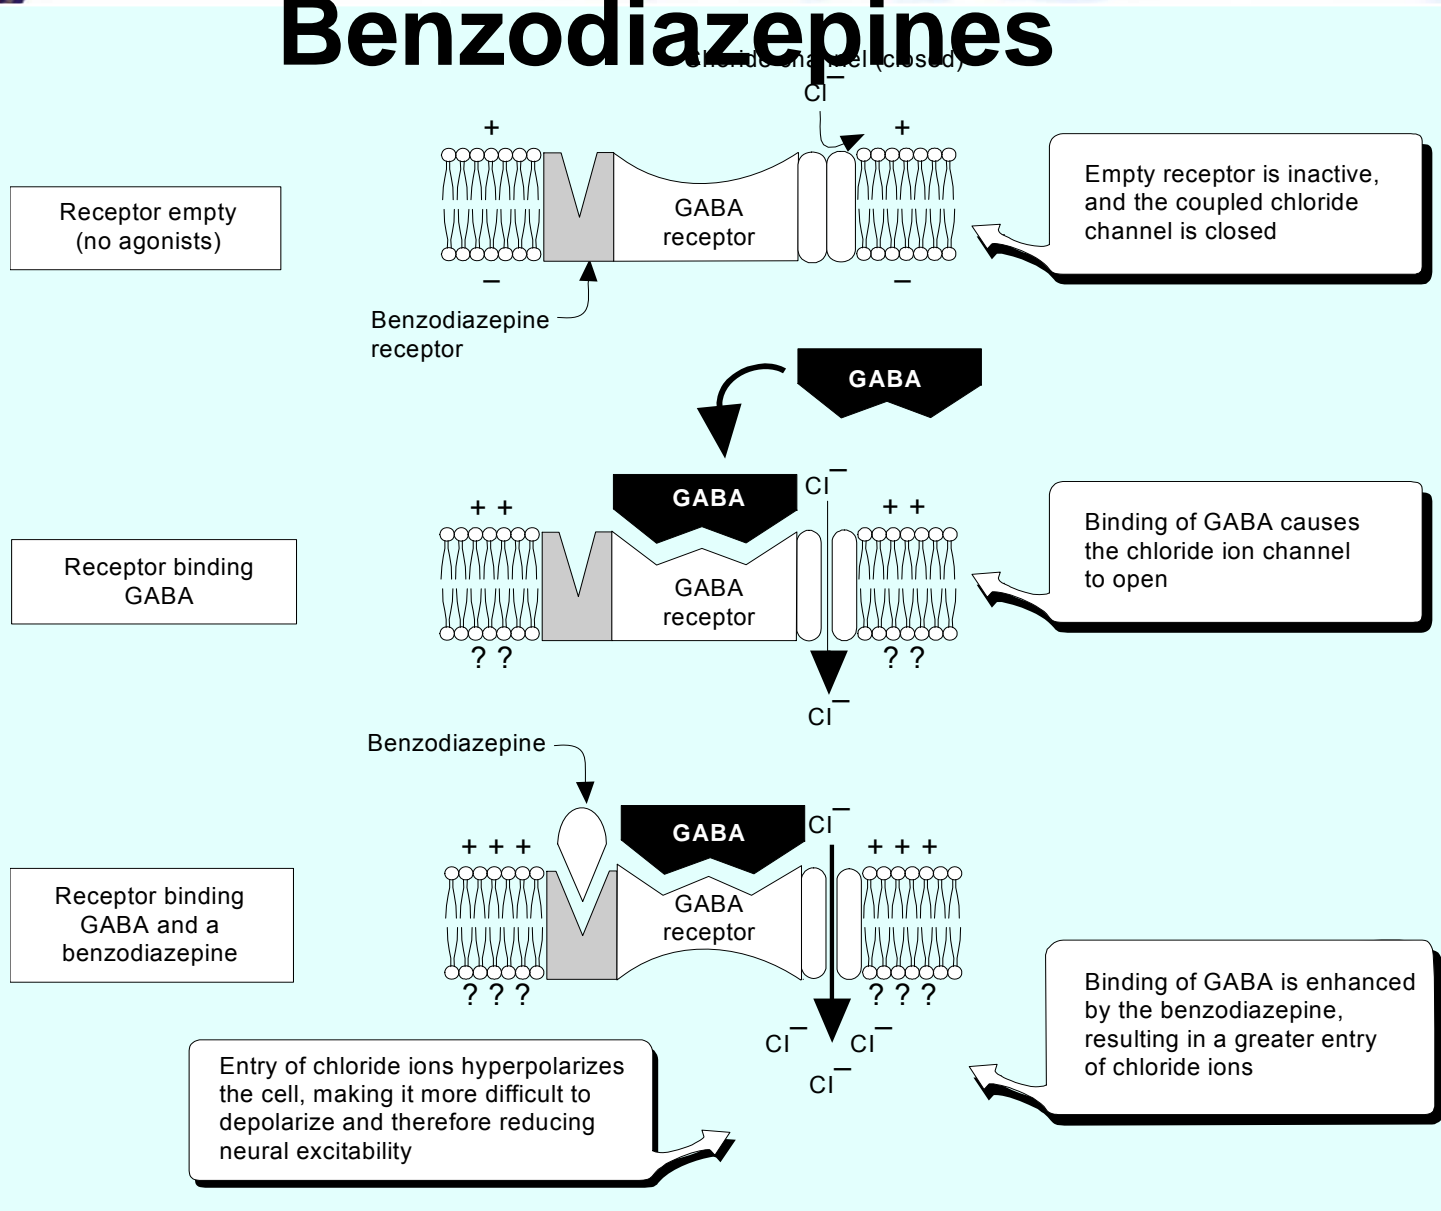 Benzodiazepines
Chloride channel (closed)
Cl−
+
+
Receptor empty
(no agonists)
GABA
receptor
Empty receptor is inactive,
and the coupled chloride
channel is closed
−
−
Benzodiazepine
receptor
GABA
GABA
Cl−
+ +
+ +
Receptor binding
GABA
GABA
receptor
Binding of GABA causes
the chloride ion channel
to open
? ?
? ?
Cl−
Benzodiazepine
GABA
Cl−
+ + +
+ + +
Receptor binding
GABA and a
benzodiazepine
GABA
receptor
? ? ?
? ? ?
Binding of GABA is enhanced
by the benzodiazepine,
resulting in a greater entry
of chloride ions
Cl−
Cl−
Cl−
Entry of chloride ions hyperpolarizes
the cell, making it more difficult to
depolarize and therefore reducing
neural excitability